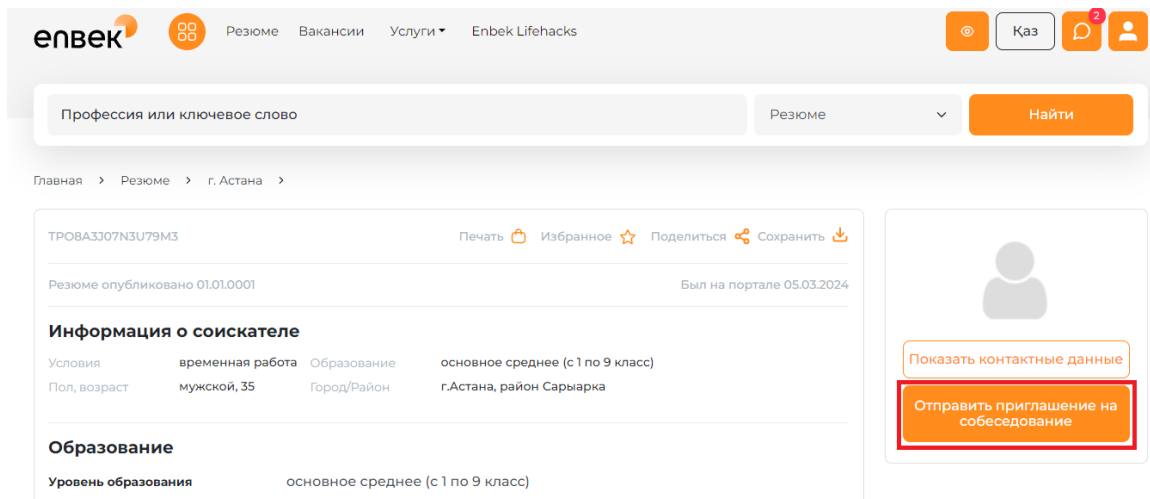 enbek
Резюме Вакансии Услуги Enbek Lifehacks Қаз 2
Профессия или ключевое слово Резюме Найти
Главная > Резюме > г. Астана >
TPO8A3J07N3U79M3 Печать Избранное Поделиться Сохранить
Резюме опубликовано 01.01.0001 Был на портале 05.03.2024
Информация о соискателе
Условия временная работа Образование основное среднее (с 1 по 9 класс)
Пол, возраст мужской, 35 Город/Район г.Астана, район Сарыарка
Образование
Уровень образования основное среднее (с 1 по 9 класс)
Показать контактные данные
Отправить приглашение на
собеседование